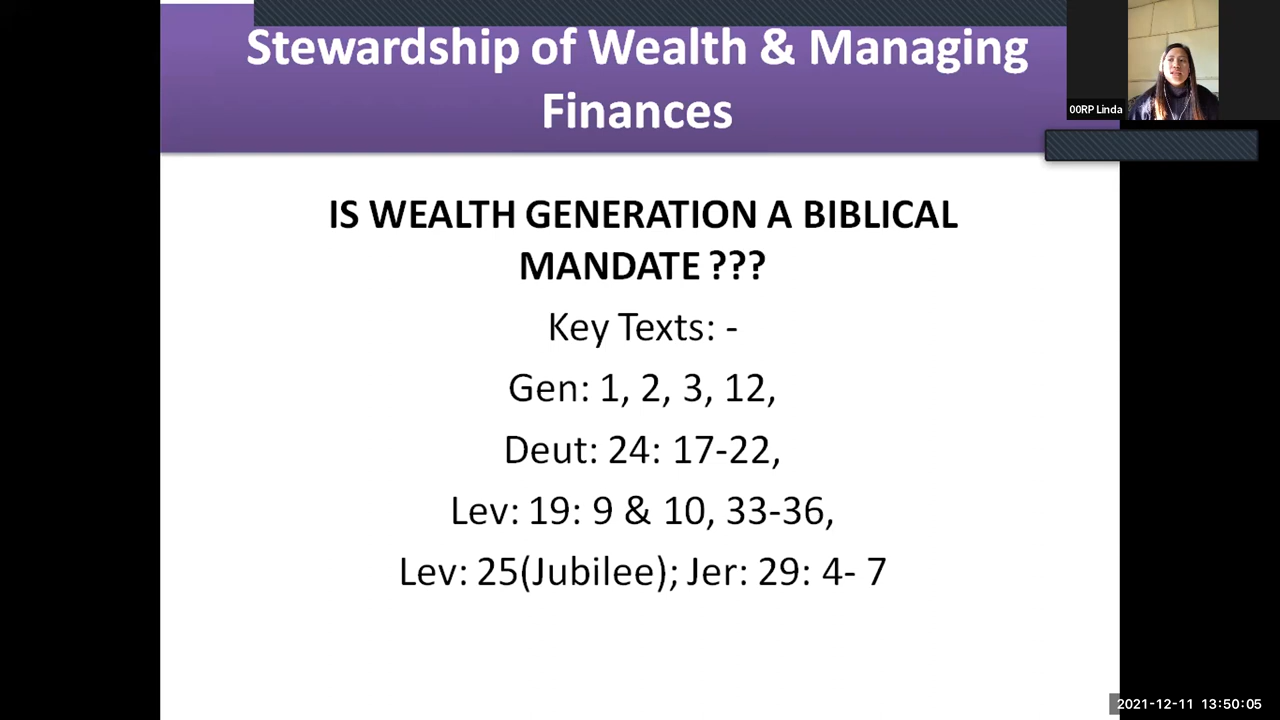 Stewardship of Wealth & Managing
Finances
00RP Linda
IS WEALTH GENERATION A BIBLICAL
MANDATE ???
Key Texts: -
Gen: 1, 2, 3, 12,
Deut: 24: 17-22,
Lev: 19: 9 & 10, 33-36,
Lev: 25(Jubilee); Jer: 29: 4- 7
2021-12-11 13:50:05